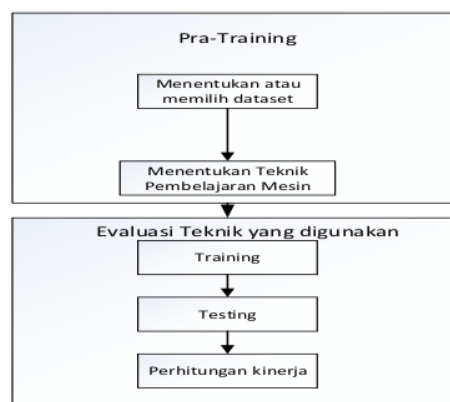 Pra-Training
Menentukan atau
memilih dataset
Menentukan Teknik
Pembelajaran Mesin
Evaluasi Teknik yang digunakan
Training
Testing
Perhitungan kinerja